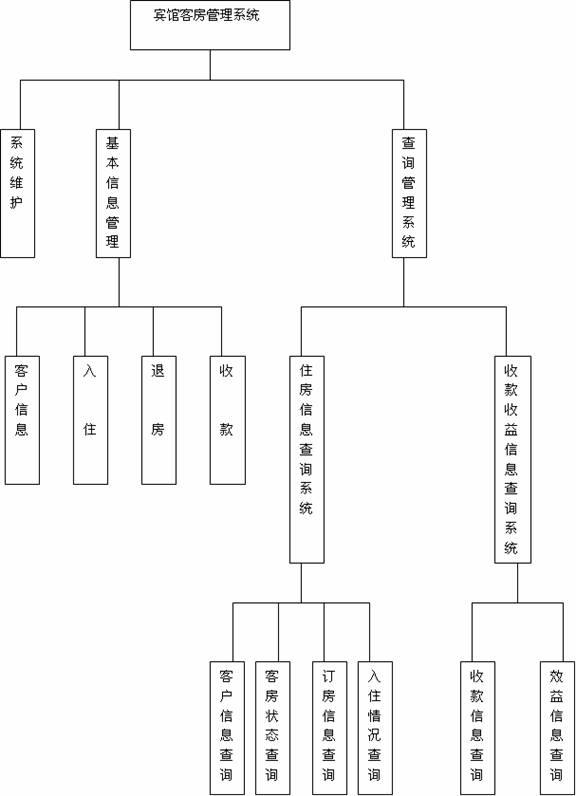 宾馆客房管理系统
系统维护
基本信息管理
查询管理系统
客户信息
入住
退房
收款
住房信息查询系统
收款收益信息查询系统
客户信息查询
客房状态查询
订房信息查询
入住情况查询
收款信息查询
效益信息查询